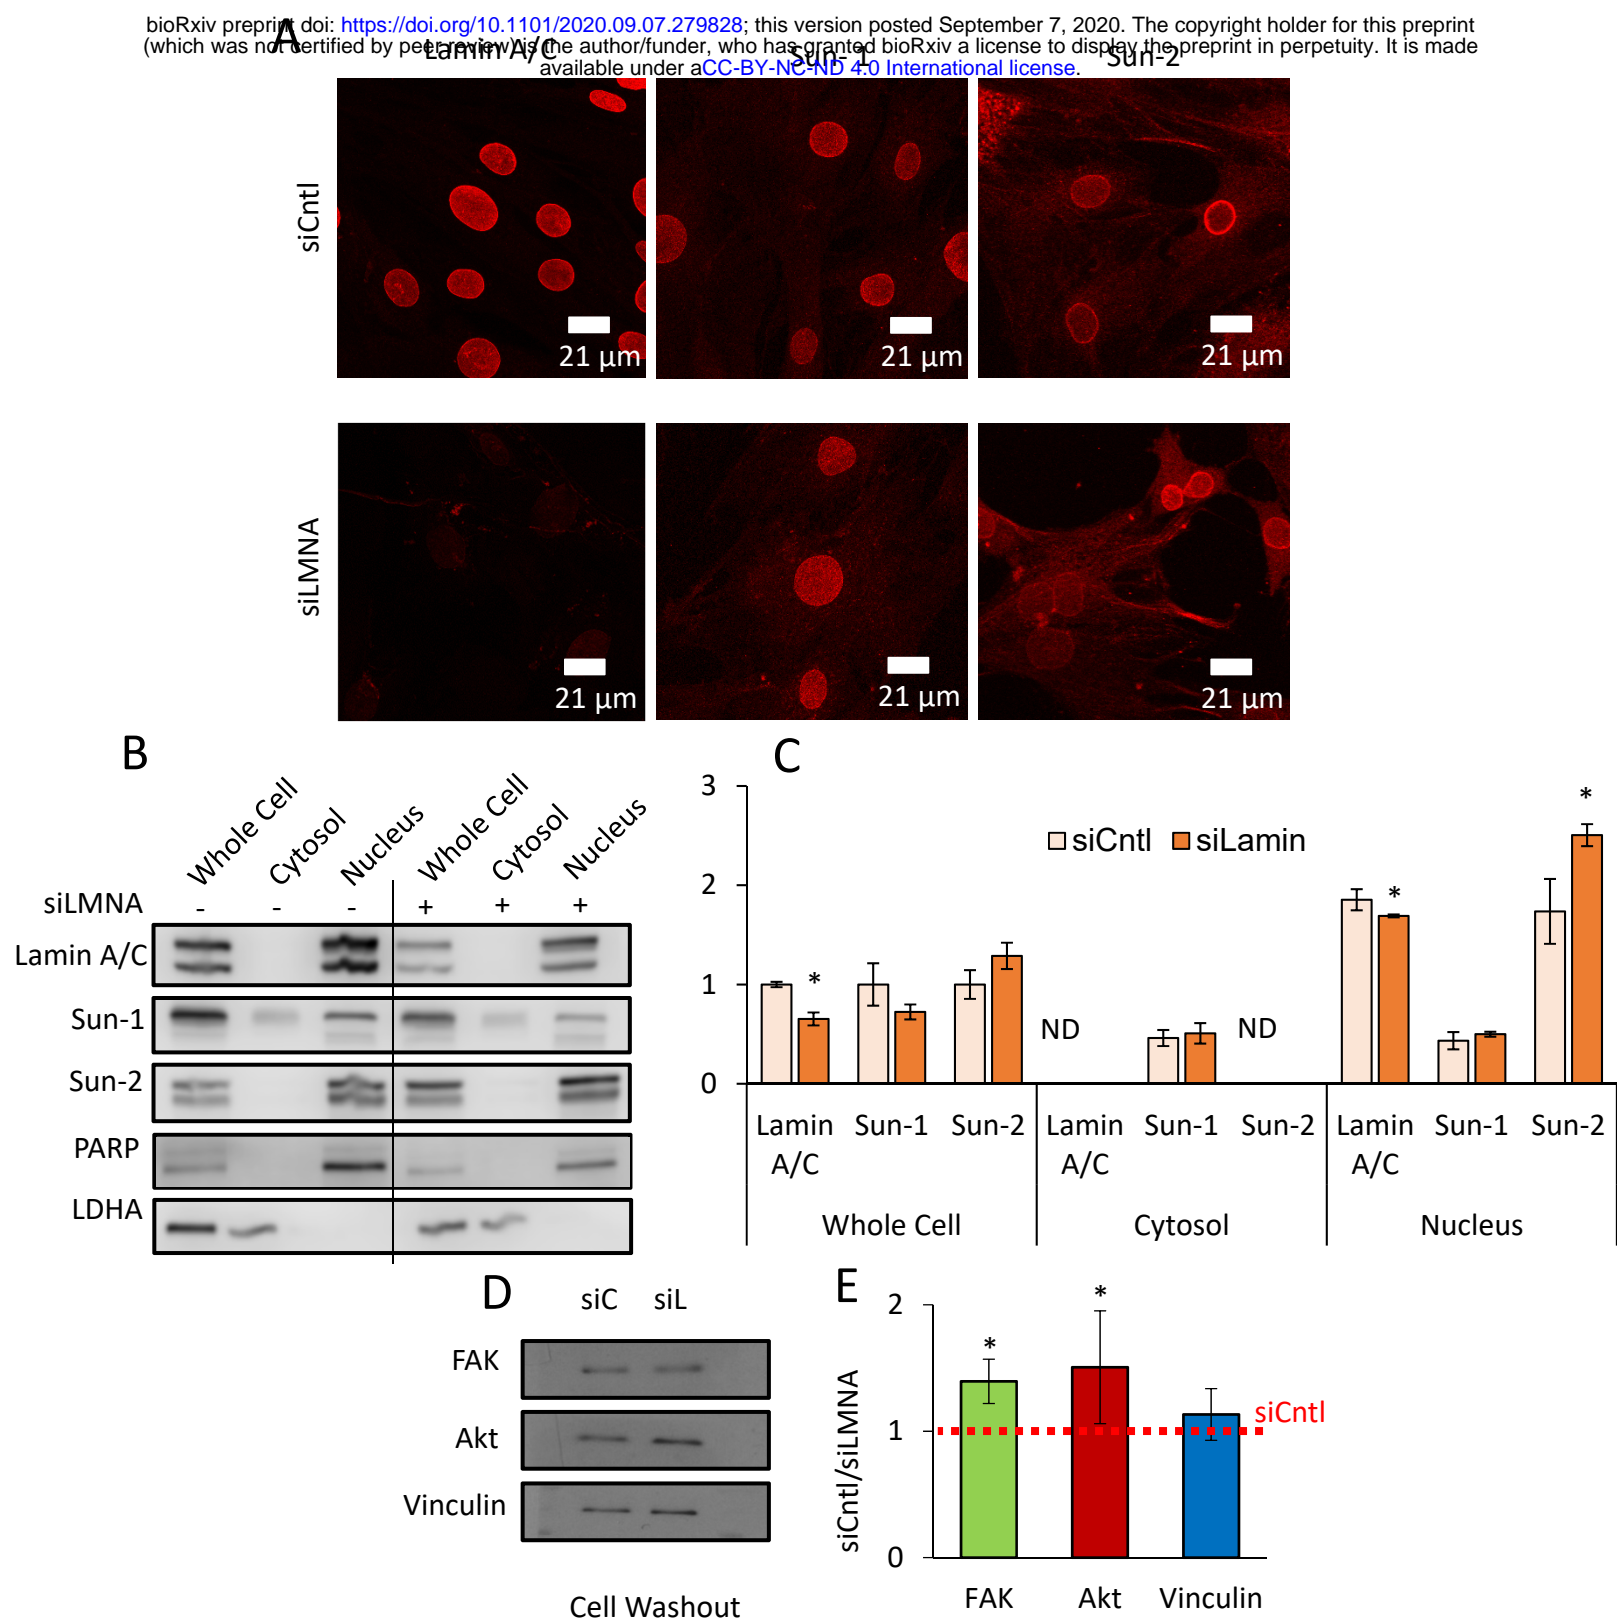 bioRxiv preprint doi: https://doi.org/10.1101/2020.09.07.279828; this version posted September 7, 2020. The copyright holder for this preprint
(which was not certified by peer review) is the author/funder, who has granted bioRxiv a license to display the preprint in perpetuity. It is made
available under aCC-BY-NC-ND 4.0 International license.
A
Lamin A/C Sun- 1 Sun-2
siCntl
21 µm 21 µm 21 µm
siLMNA
21 µm 21 µm 21 µm
B
Whole Cell Cytosol Nucleus Whole Cell Cytosol Nucleus
siLMNA - - - + + +
Lamin A/C
Sun-1
Sun-2
PARP
LDHA
C
3
2
1
0
siCntl siLamin
* * *
ND ND
Lamin A/C Sun-1 Sun-2 Lamin A/C Sun-1 Sun-2 Lamin A/C Sun-1 Sun-2
Whole Cell Cytosol Nucleus
D
siC siL
FAK
Akt
Vinculin
Cell Washout
E
siCntl/siLMNA
2
1
0
* *
siCntl
FAK Akt Vinculin